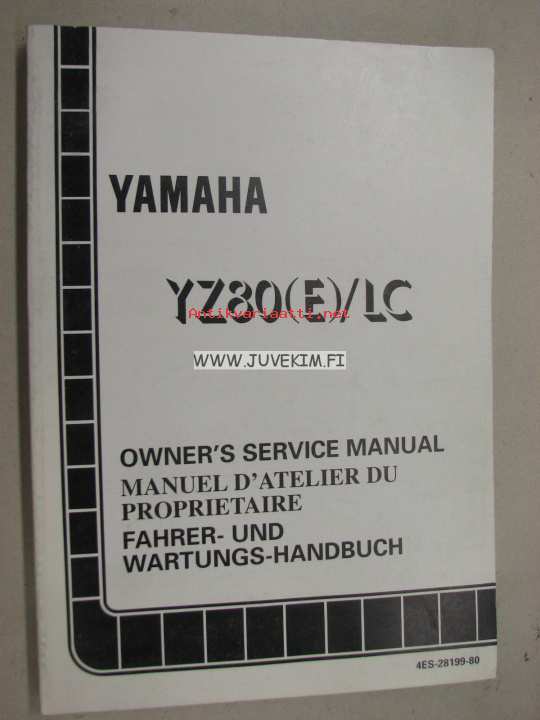 YAMAHA
YZ80(E)/LC
Antikvariaatti.net
WWW.JUVEKIM.FI
OWNER'S SERVICE MANUAL
MANUEL D'ATELIER DU
PROPRIETAIRE
FAHRER- UND
WARTUNGS-HANDBUCH
4ES-28199-80